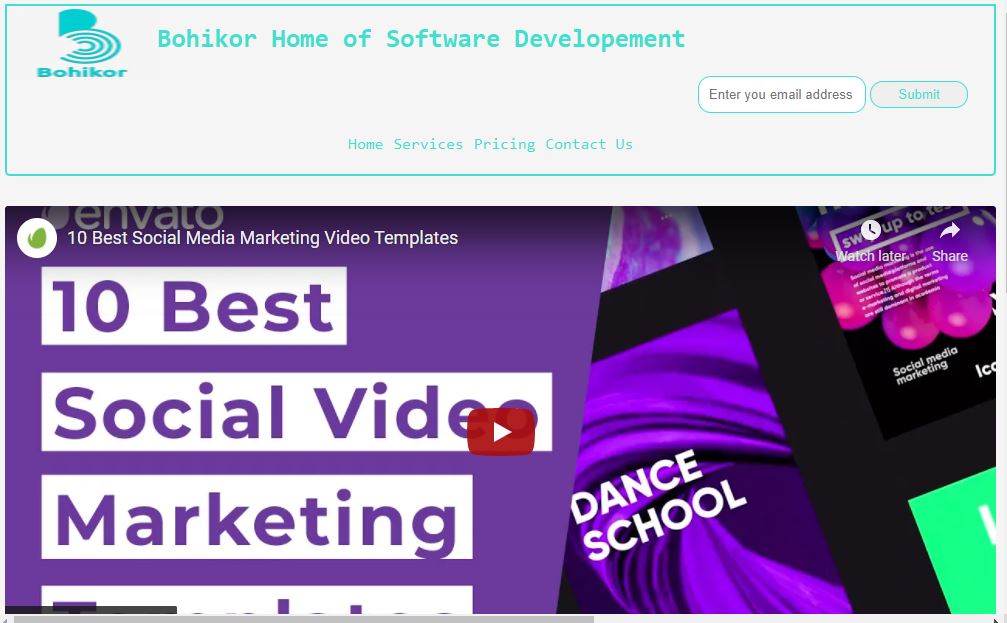 Bohikor
Bohikor Home of Software Developement
Enter you email address
Submit
Home Services Pricing Contact Us
envato
10 Best Social Media Marketing Video Templates
Watch later
Share
10 Best
Social Video
Marketing
Templates
DANCE
SCHOOL
swipe up to
Social media
marketing